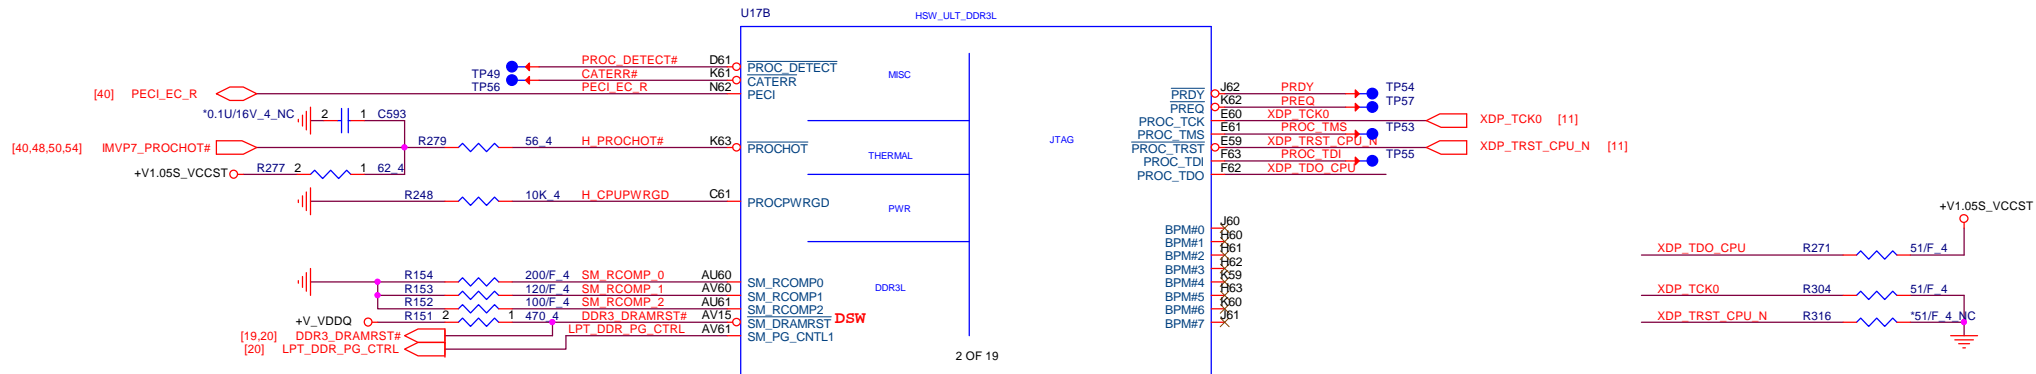 U17B
HSW_ULT_DDR3L
PROC_DETECT# D61
TP49 CATERR# K61
TP56 PECI_EC_R N62
[40] PECI_EC_R
PROC_DETECT
CATERR
PECI
MISC
*0.1U/16V_4_NC 2 1 C593
[40,48,50,54] IMVP7_PROCHOT# R279 56_4 H_PROCHOT# K63 PROCHOT
THERMAL
+V1.05S_VCCST R277 2 1 62_4
R248 10K_4 H_CPUPWRGD C61 PROCPWRGD
PWR
R154 200/F_4 SM_RCOMP_0 AU60 SM_RCOMP0
R153 120/F_4 SM_RCOMP_1 AV60 SM_RCOMP1
R152 100/F_4 SM_RCOMP_2 AU61 SM_RCOMP2
+V_VDDQ R151 2 1 470_4 DDR3_DRAMRST# AV15 SM_DRAMRST DSW
[19,20] DDR3_DRAMRST# LPT_DDR_PG_CTRL AV61 SM_PG_CNTL1
[20] LPT_DDR_PG_CTRL
DDR3L
2 OF 19
JTAG
PRDY J62 PRDY TP54
PREQ K62 PREQ TP57
PROC_TCK E60 XDP_TCK0 XDP_TCK0 [11]
PROC_TMS E61 PROC_TMS TP53
PROC_TRST E59 XDP_TRST_CPU_N XDP_TRST_CPU_N [11]
PROC_TDI F63 PROC_TDI TP55
PROC_TDO F62 XDP_TDO_CPU
BPM#0 J60
BPM#1 H60
BPM#2 H61
BPM#3 H62
BPM#4 K59
BPM#5 H63
BPM#6 K60
BPM#7 J61
+V1.05S_VCCST
XDP_TDO_CPU R271 51/F_4
XDP_TCK0 R304 51/F_4
XDP_TRST_CPU_N R316 *51/F_4_NC